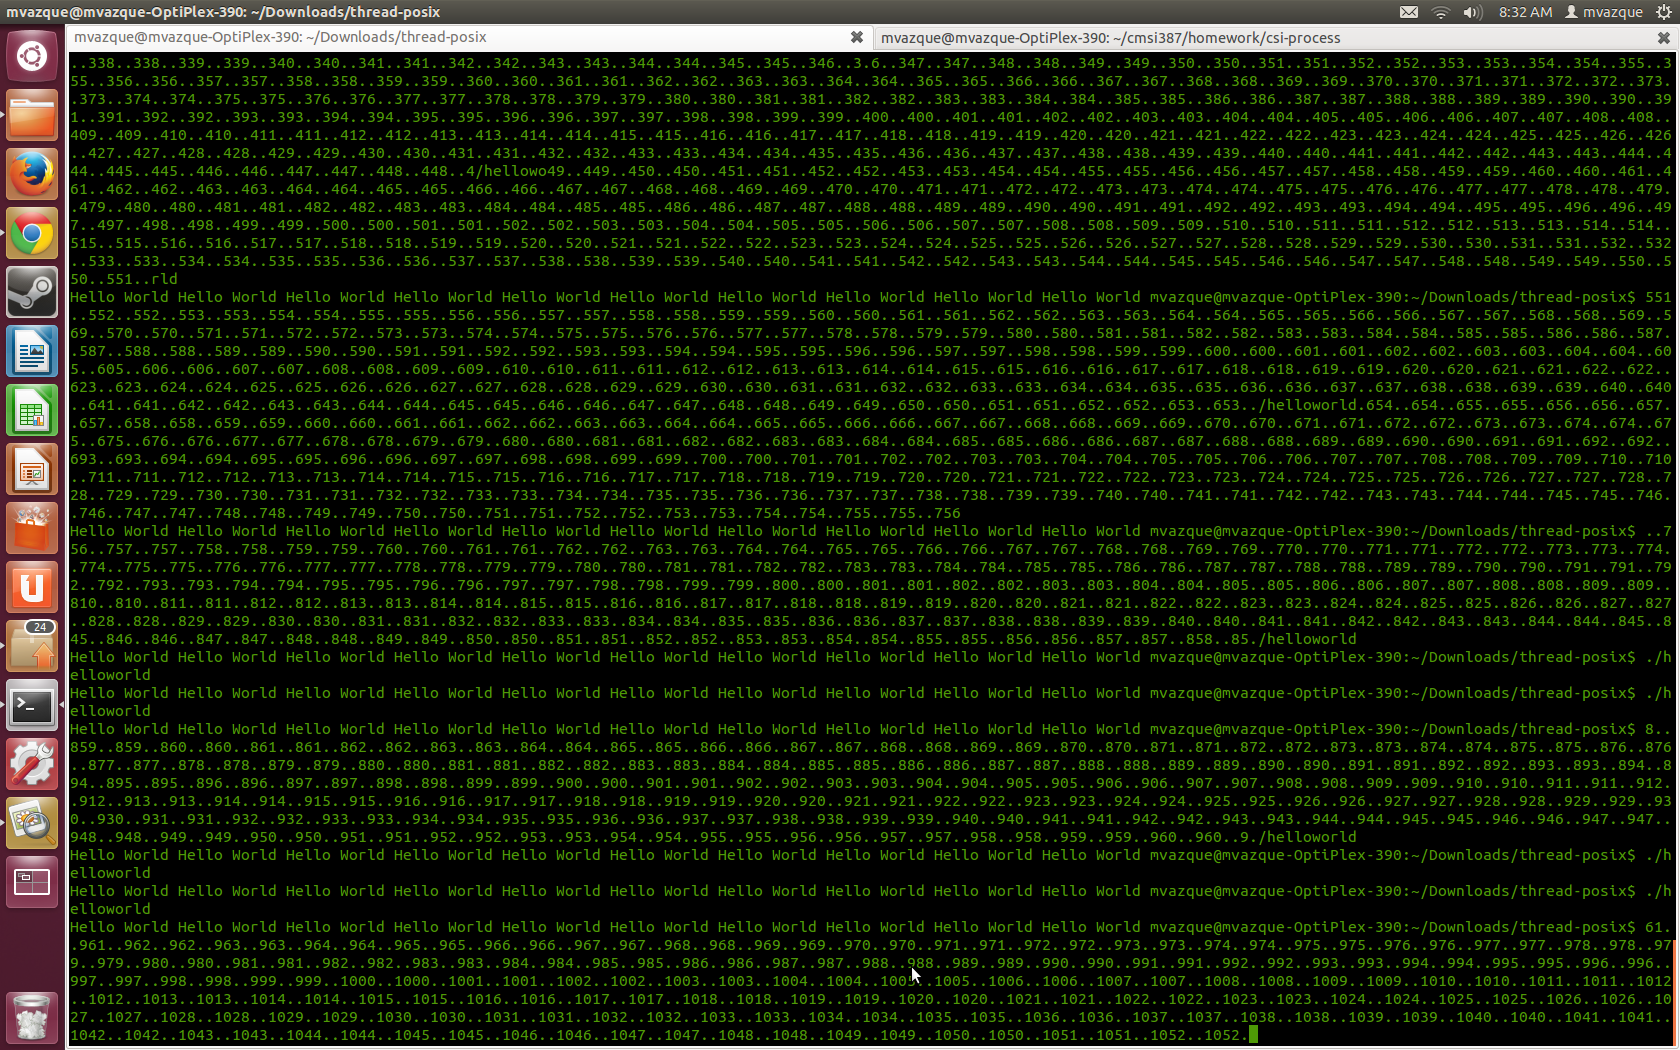 mvazque@mvazque-OptiPlex-390: ~/Downloads/thread-posix
8:32 AM mvazque
mvazque@mvazque-OptiPlex-390: ~/Downloads/thread-posix
mvazque@mvazque-OptiPlex-390: ~/cmsi387/homework/csi-process
..338..338..339..339..340..340..341..341..342..342..343..343..344..344..345..345..346..3.6..347..347..348..348..349..349..350..350..351..351..352..352..353..353..354..354..355..3
55..356..356..357..357..358..358..359..359..360..360..361..361..362..362..363..363..364..364..365..365..366..366..367..367..368..368..369..369..370..370..371..371..372..372..373.
.373..374..374..375..375..376..376..377..377..378..378..379..379..380..380..381..381..382..382..383..383..384..384..385..385..386..386..387..387..388..388..389..389..390..390..39
1..391..392..392..393..393..394..394..395..395..396..396..397..397..398..398..399..399..400..400..401..401..402..402..403..403..404..404..405..405..406..406..407..407..408..408..
409..409..410..410..411..411..412..412..413..413..414..414..415..415..416..416..417..417..418..418..419..419..420..420..421..421..422..422..423..423..424..424..425..425..426..426
..427..427..428..428..429..429..430..430..431..431..432..432..433..433..434..434..435..435..436..436..437..437..438..438..439..439..440..440..441..441..442..442..443..443..444..4
44..445..445..446..446..447..447..448..448..4/hellowo49..449..450..450..451..451..452..452..453..453..454..454..455..455..456..456..457..457..458..458..459..459..460..460..461..4
61..462..462..463..463..464..464..465..465..466..466..467..467..468..468..469..469..470..470..471..471..472..472..473..473..474..474..475..475..476..476..477..477..478..478..479.
.479..480..480..481..481..482..482..483..483..484..484..485..485..486..486..487..487..488..488..489..489..490..490..491..491..492..492..493..493..494..494..495..495..496..496..49
7..497..498..498..499..499..500..500..501..501..502..502..503..503..504..504..505..505..506..506..507..507..508..508..509..509..510..510..511..511..512..512..513..513..514..514..
515..515..516..516..517..517..518..518..519..519..520..520..521..521..522..522..523..523..524..524..525..525..526..526..527..527..528..528..529..529..530..530..531..531..532..532
..533..533..534..534..535..535..536..536..537..537..538..538..539..539..540..540..541..541..542..542..543..543..544..544..545..545..546..546..547..547..548..548..549..549..550..5
50..551..rld
Hello World Hello World Hello World Hello World Hello World Hello World Hello World Hello World Hello World Hello World mvazque@mvazque-OptiPlex-390:~/Downloads/thread-posix$ 551
..552..552..553..553..554..554..555..555..556..556..557..557..558..558..559..559..560..560..561..561..562..562..563..563..564..564..565..565..566..566..567..567..568..568..569..5
69..570..570..571..571..572..572..573..573..574..574..575..575..576..576..577..577..578..578..579..579..580..580..581..581..582..582..583..583..584..584..585..585..586..586..587.
.587..588..588..589..589..590..590..591..591..592..592..593..593..594..594..595..595..596..596..597..597..598..598..599..599..600..600..601..601..602..602..603..603..604..604..60
5..605..606..606..607..607..608..608..609..609..610..610..611..611..612..612..613..613..614..614..615..615..616..616..617..617..618..618..619..619..620..620..621..621..622..622..
623..623..624..624..625..625..626..626..627..627..628..628..629..629..630..630..631..631..632..632..633..633..634..634..635..635..636..636..637..637..638..638..639..639..640..640
..641..641..642..642..643..643..644..644..645..645..646..646..647..647..648..648..649..649..650..650..651..651..652..652..653..653../helloworld.654..654..655..655..656..656..657.
.657..658..658..659..659..660..660..661..661..662..662..663..663..664..664..665..665..666..666..667..667..668..668..669..669..670..670..671..671..672..672..673..673..674..674..67
5..675..676..676..677..677..678..678..679..679..680..680..681..681..682..682..683..683..684..684..685..685..686..686..687..687..688..688..689..689..690..690..691..691..692..692..
693..693..694..694..695..695..696..696..697..697..698..698..699..699..700..700..701..701..702..702..703..703..704..704..705..705..706..706..707..707..708..708..709..709..710..710
..711..711..712..712..713..713..714..714..715..715..716..716..717..717..718..718..719..719..720..720..721..721..722..722..723..723..724..724..725..725..726..726..727..727..728..7
28..729..729..730..730..731..731..732..732..733..733..734..734..735..735..736..736..737..737..738..738..739..739..740..740..741..741..742..742..743..743..744..744..745..745..746.
.746..747..747..748..748..749..749..750..750..751..751..752..752..753..753..754..754..755..755..756
Hello World Hello World Hello World Hello World Hello World Hello World Hello World Hello World Hello World Hello World mvazque@mvazque-OptiPlex-390:~/Downloads/thread-posix$ ..7
56..757..757..758..758..759..759..760..760..761..761..762..762..763..763..764..764..765..765..766..766..767..767..768..768..769..769..770..770..771..771..772..772..773..773..774.
.774..775..775..776..776..777..777..778..778..779..779..780..780..781..781..782..782..783..783..784..784..785..785..786..786..787..787..788..788..789..789..790..790..791..791..79
2..792..793..793..794..794..795..795..796..796..797..797..798..798..799..799..800..800..801..801..802..802..803..803..804..804..805..805..806..806..807..807..808..808..809..809..
810..810..811..811..812..812..813..813..814..814..815..815..816..816..817..817..818..818..819..819..820..820..821..821..822..822..823..823..824..824..825..825..826..826..827..827
..828..828..829..829..830..830..831..831..832..832..833..833..834..834..835..835..836..836..837..837..838..838..839..839..840..840..841..841..842..842..843..843..844..844..845..8
45..846..846..847..847..848..848..849..849..850..850..851..851..852..852..853..853..854..854..855..855..856..856..857..857..858..85./helloworld
Hello World Hello World Hello World Hello World Hello World Hello World Hello World Hello World Hello World Hello World mvazque@mvazque-OptiPlex-390:~/Downloads/thread-posix$ ./h
elloworld
Hello World Hello World Hello World Hello World Hello World Hello World Hello World Hello World Hello World Hello World mvazque@mvazque-OptiPlex-390:~/Downloads/thread-posix$ ./h
elloworld
Hello World Hello World Hello World Hello World Hello World Hello World Hello World Hello World Hello World Hello World mvazque@mvazque-OptiPlex-390:~/Downloads/thread-posix$ 8..
859..859..860..860..861..861..862..862..863..863..864..864..865..865..866..866..867..867..868..868..869..869..870..870..871..871..872..872..873..873..874..874..875..875..876..876
..877..877..878..878..879..879..880..880..881..881..882..882..883..883..884..884..885..885..886..886..887..887..888..888..889..889..890..890..891..891..892..892..893..893..894..8
94..895..895..896..896..897..897..898..898..899..899..900..900..901..901..902..902..903..903..904..904..905..905..906..906..907..907..908..908..909..909..910..910..911..911..912.
.912..913..913..914..914..915..915..916..916..917..917..918..918..919..919..920..920..921..921..922..922..923..923..924..924..925..925..926..926..927..927..928..928..929..929..93
0..930..931..931..932..932..933..933..934..934..935..935..936..936..937..937..938..938..939..939..940..940..941..941..942..942..943..943..944..944..945..945..946..946..947..947..
948..948..949..949..950..950..951..951..952..952..953..953..954..954..955..955..956..956..957..957..958..958..959..959..960..960..9./helloworld
Hello World Hello World Hello World Hello World Hello World Hello World Hello World Hello World Hello World Hello World mvazque@mvazque-OptiPlex-390:~/Downloads/thread-posix$ ./h
elloworld
Hello World Hello World Hello World Hello World Hello World Hello World Hello World Hello World Hello World Hello World mvazque@mvazque-OptiPlex-390:~/Downloads/thread-posix$ ./h
elloworld
Hello World Hello World Hello World Hello World Hello World Hello World Hello World Hello World Hello World Hello World mvazque@mvazque-OptiPlex-390:~/Downloads/thread-posix$ 61.
.961..962..962..963..963..964..964..965..965..966..966..967..967..968..968..969..969..970..970..971..971..972..972..973..973..974..974..975..975..976..976..977..977..978..978..97
9..979..980..980..981..981..982..982..983..983..984..984..985..985..986..986..987..987..988..988..989..989..990..990..991..991..992..992..993..993..994..994..995..995..996..996..
997..997..998..998..999..999..1000..1000..1001..1001..1002..1002..1003..1003..1004..1004..1005..1005..1006..1006..1007..1007..1008..1008..1009..1009..1010..1010..1011..1011..1012
..1012..1013..1013..1014..1014..1015..1015..1016..1016..1017..1017..1018..1018..1019..1019..1020..1020..1021..1021..1022..1022..1023..1023..1024..1024..1025..1025..1026..1026..10
27..1027..1028..1028..1029..1029..1030..1030..1031..1031..1032..1032..1033..1033..1034..1034..1035..1035..1036..1036..1037..1037..1038..1038..1039..1039..1040..1040..1041..1041..
1042..1042..1043..1043..1044..1044..1045..1045..1046..1046..1047..1047..1048..1048..1049..1049..1050..1050..1051..1051..1052..1052.
24